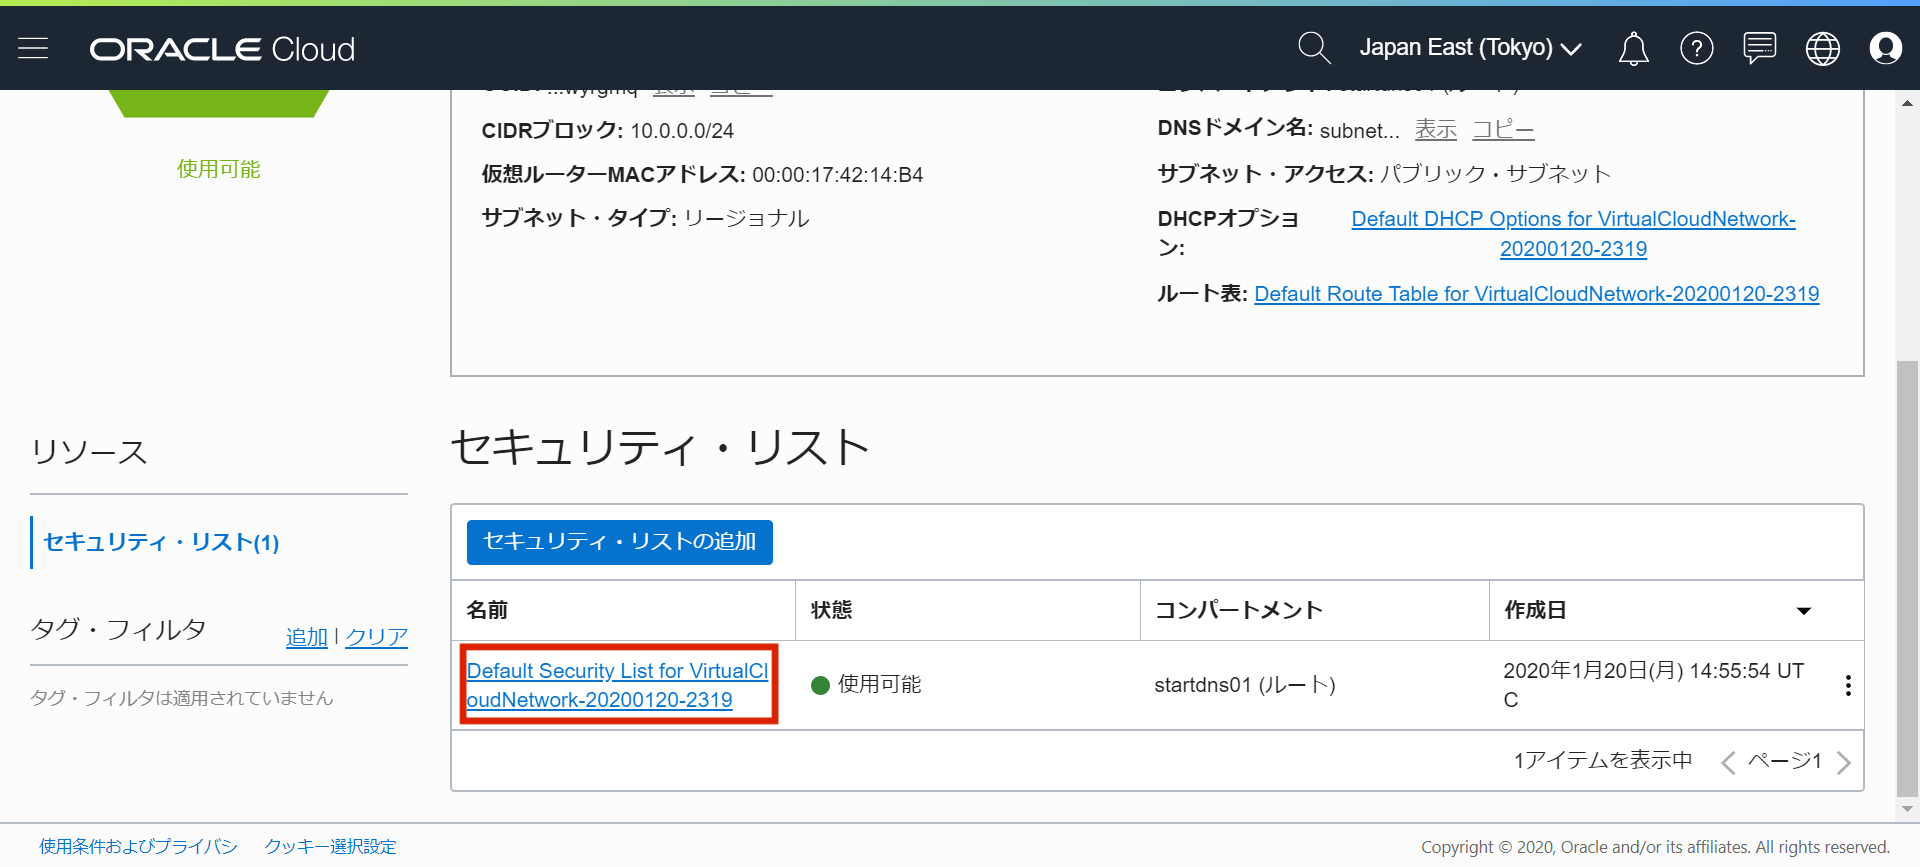 ORACLE Cloud
Japan East (Tokyo)
使用可能
CIDRブロック: 10.0.0.0/24
仮想ルーターMACアドレス: 00:00:17:42:14:B4
サブネット・タイプ: リージョナル
DNSドメイン名: subnet... 表示 コピー
サブネット・アクセス: パブリック・サブネット
DHCPオプショ
ン:
Default DHCP Options for VirtualCloudNetwork-
20200120-2319
ルート表: Default Route Table for VirtualCloudNetwork-20200120-2319
リソース
セキュリティ・リスト(1)
タグ・フィルタ
追加 | クリア
タグ・フィルタは適用されていません
セキュリティ・リスト
セキュリティ・リストの追加
名前 状態 コンパートメント 作成日
Default Security List for VirtualCl
oudNetwork-20200120-2319
使用可能
startdns01 (ルート)
2020年1月20日(月) 14:55:54 UT
C
1アイテムを表示中 ページ1
使用条件およびプライバシ クッキー選択設定
Copyright © 2020, Oracle and/or its affiliates. All rights reserved.